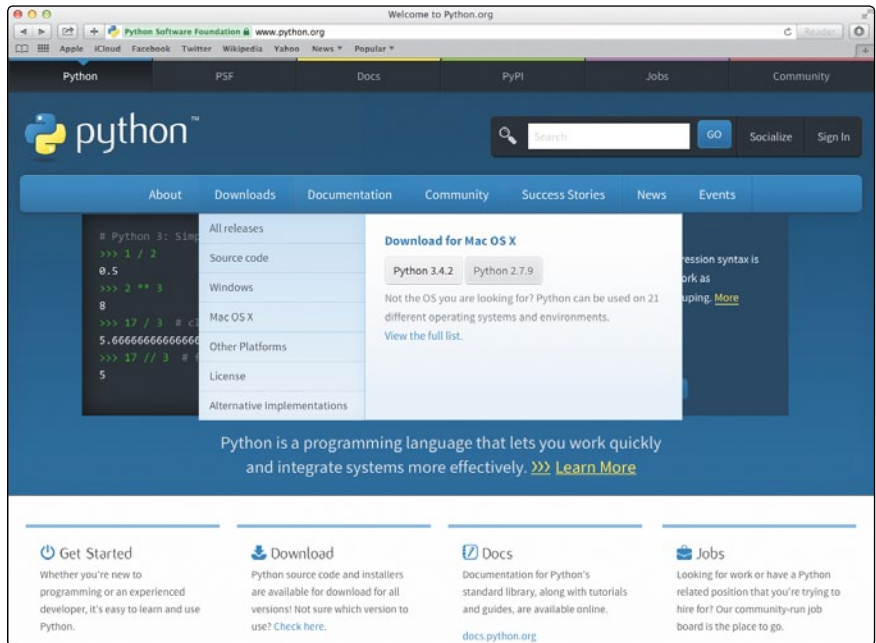 Welcome to Python.org
Python Software Foundation www.python.org
Reader
Apple iCloud Facebook Twitter Wikipedia Yahoo News Popular
Python PSF Docs PyPI Jobs Community
python™
Search GO Socialize Sign In
About Downloads Documentation Community Success Stories News Events
# Python 3: Simp
>>> 1 / 2
0.5
>>> 2 ** 3
8
>>> 17 / 3 # cl
5.66666666666666
>>> 17 // 3 # f
5
All releases
Source code
Windows
Mac OS X
Other Platforms
License
Alternative Implementations
Download for Mac OS X
Python 3.4.2 Python 2.7.9
Not the OS you are looking for? Python can be used on 21
different operating systems and environments.
View the full list.
ression syntax is
ork as
uping. More
Python is a programming language that lets you work quickly
and integrate systems more effectively. >>> Learn More
Get Started
Whether you're new to
programming or an experienced
developer, it's easy to learn and use
Python.
Download
Python source code and installers
are available for download for all
versions! Not sure which version to
use? Check here.
Docs
Documentation for Python's
standard library, along with tutorials
and guides, are available online.
docs.python.org
Jobs
Looking for work or have a Python
related position that you're trying to
hire for? Our community-run job
board is the place to go.